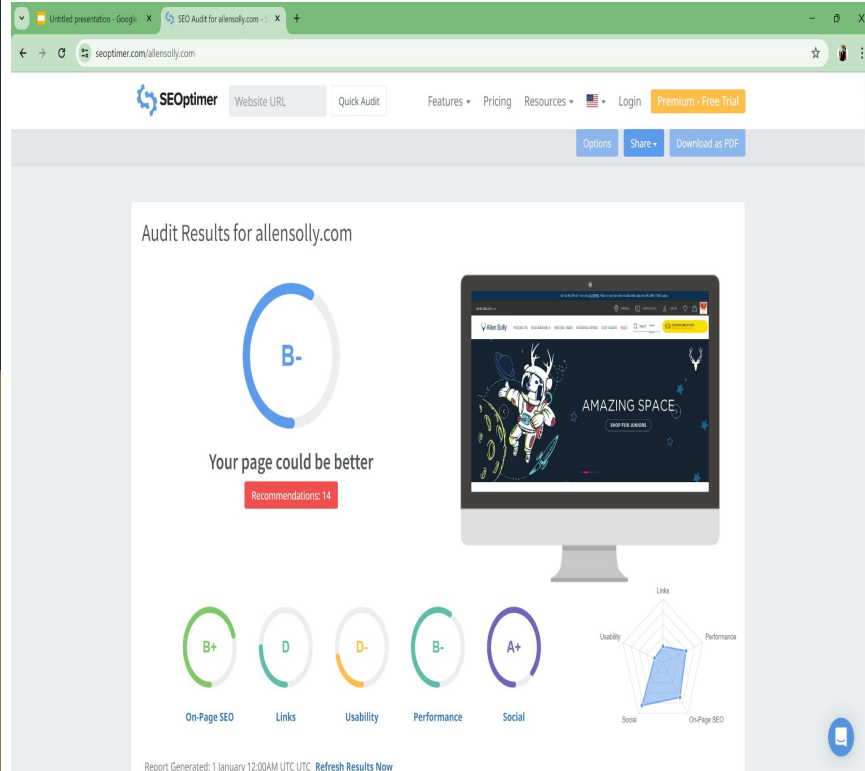 Untitled presentation - Google
SEO Audit for allensolly.com - S
seoptimer.com/allensolly.com
SEOptimer
Website URL
Quick Audit
Features
Pricing
Resources
Login
Premium - Free Trial
Options
Share
Download as PDF
Audit Results for allensolly.com
B-
Your page could be better
Recommendations: 14
Allen Solly
AMAZING SPACE
SHOP FOR JUNIORS
B+
D
D-
B-
A+
On-Page SEO
Links
Usability
Performance
Social
Links
Usability
Performance
Social
On-Page SEO
Report Generated: 1 January 12:00AM UTC UTC Refresh Results Now